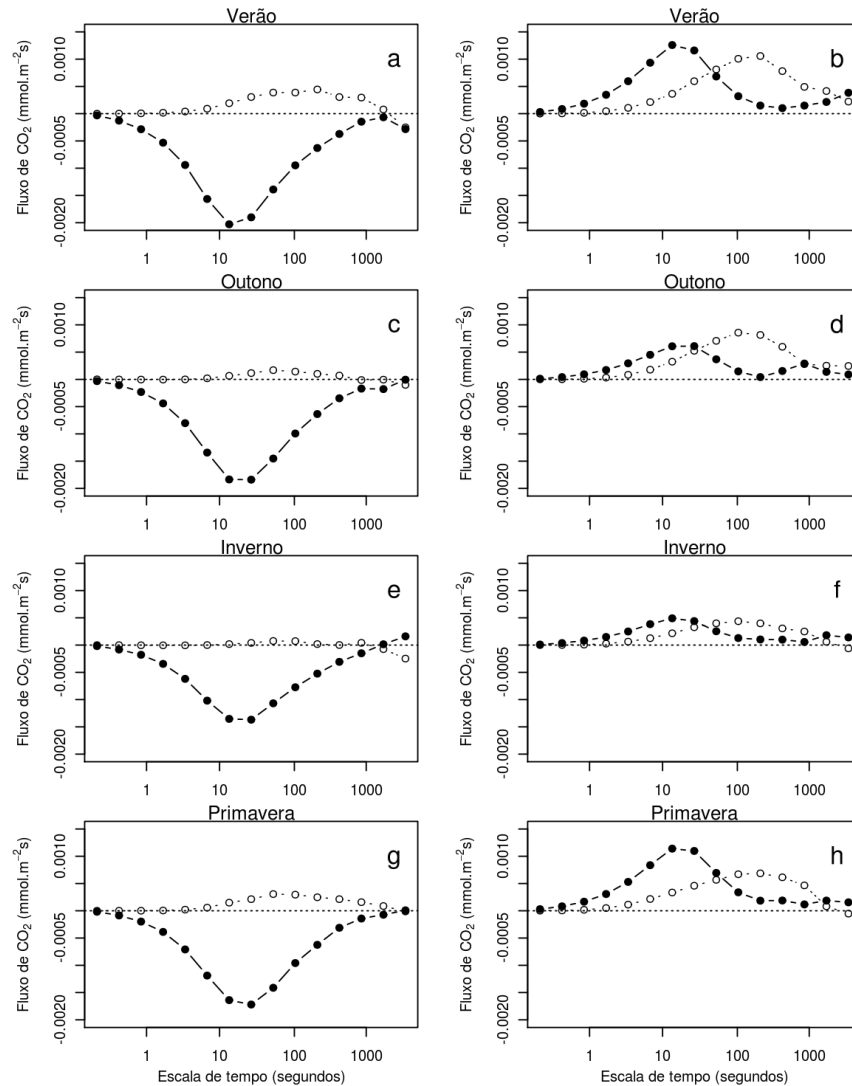 Verão
a
Fluxo de CO₂ (mmol.m⁻²s)
0.0010
-0.0005
-0.0020
1 10 100 1000
Verão
b
Fluxo de CO₂ (mmol.m⁻²s)
0.0010
-0.0005
-0.0020
1 10 100 1000
Outono
c
Fluxo de CO₂ (mmol.m⁻²s)
0.0010
-0.0005
-0.0020
1 10 100 1000
Outono
d
Fluxo de CO₂ (mmol.m⁻²s)
0.0010
-0.0005
-0.0020
1 10 100 1000
Inverno
e
Fluxo de CO₂ (mmol.m⁻²s)
0.0010
-0.0005
-0.0020
1 10 100 1000
Inverno
f
Fluxo de CO₂ (mmol.m⁻²s)
0.0010
-0.0005
-0.0020
1 10 100 1000
Primavera
g
Fluxo de CO₂ (mmol.m⁻²s)
0.0010
-0.0005
-0.0020
1 10 100 1000
Escala de tempo (segundos)
Primavera
h
Fluxo de CO₂ (mmol.m⁻²s)
0.0010
-0.0005
-0.0020
1 10 100 1000
Escala de tempo (segundos)